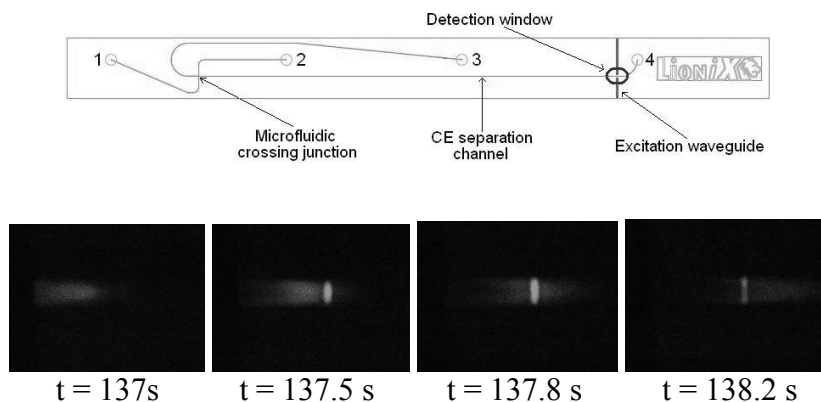 Detection window
1
2
3
4
LioniX
Microfluidic
crossing junction
CE separation
channel
Excitation waveguide
t = 137s
t = 137.5 s
t = 137.8 s
t = 138.2 s